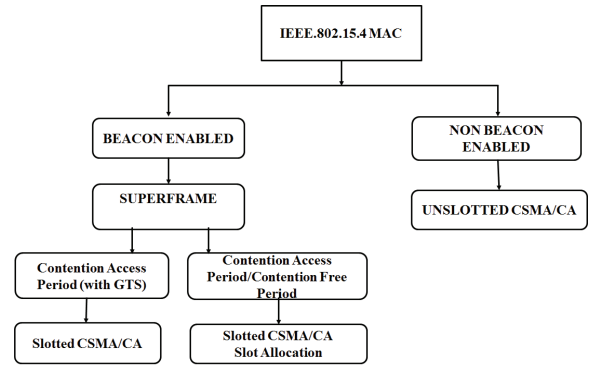 IEEE.802.15.4 MAC
BEACON ENABLED
NON BEACON
ENABLED
SUPERFRAME
UNSLOTTED CSMA/CA
Contention Access
Period (with GTS)
Contention Access
Period/Contention Free
Period
Slotted CSMA/CA
Slotted CSMA/CA
Slot Allocation